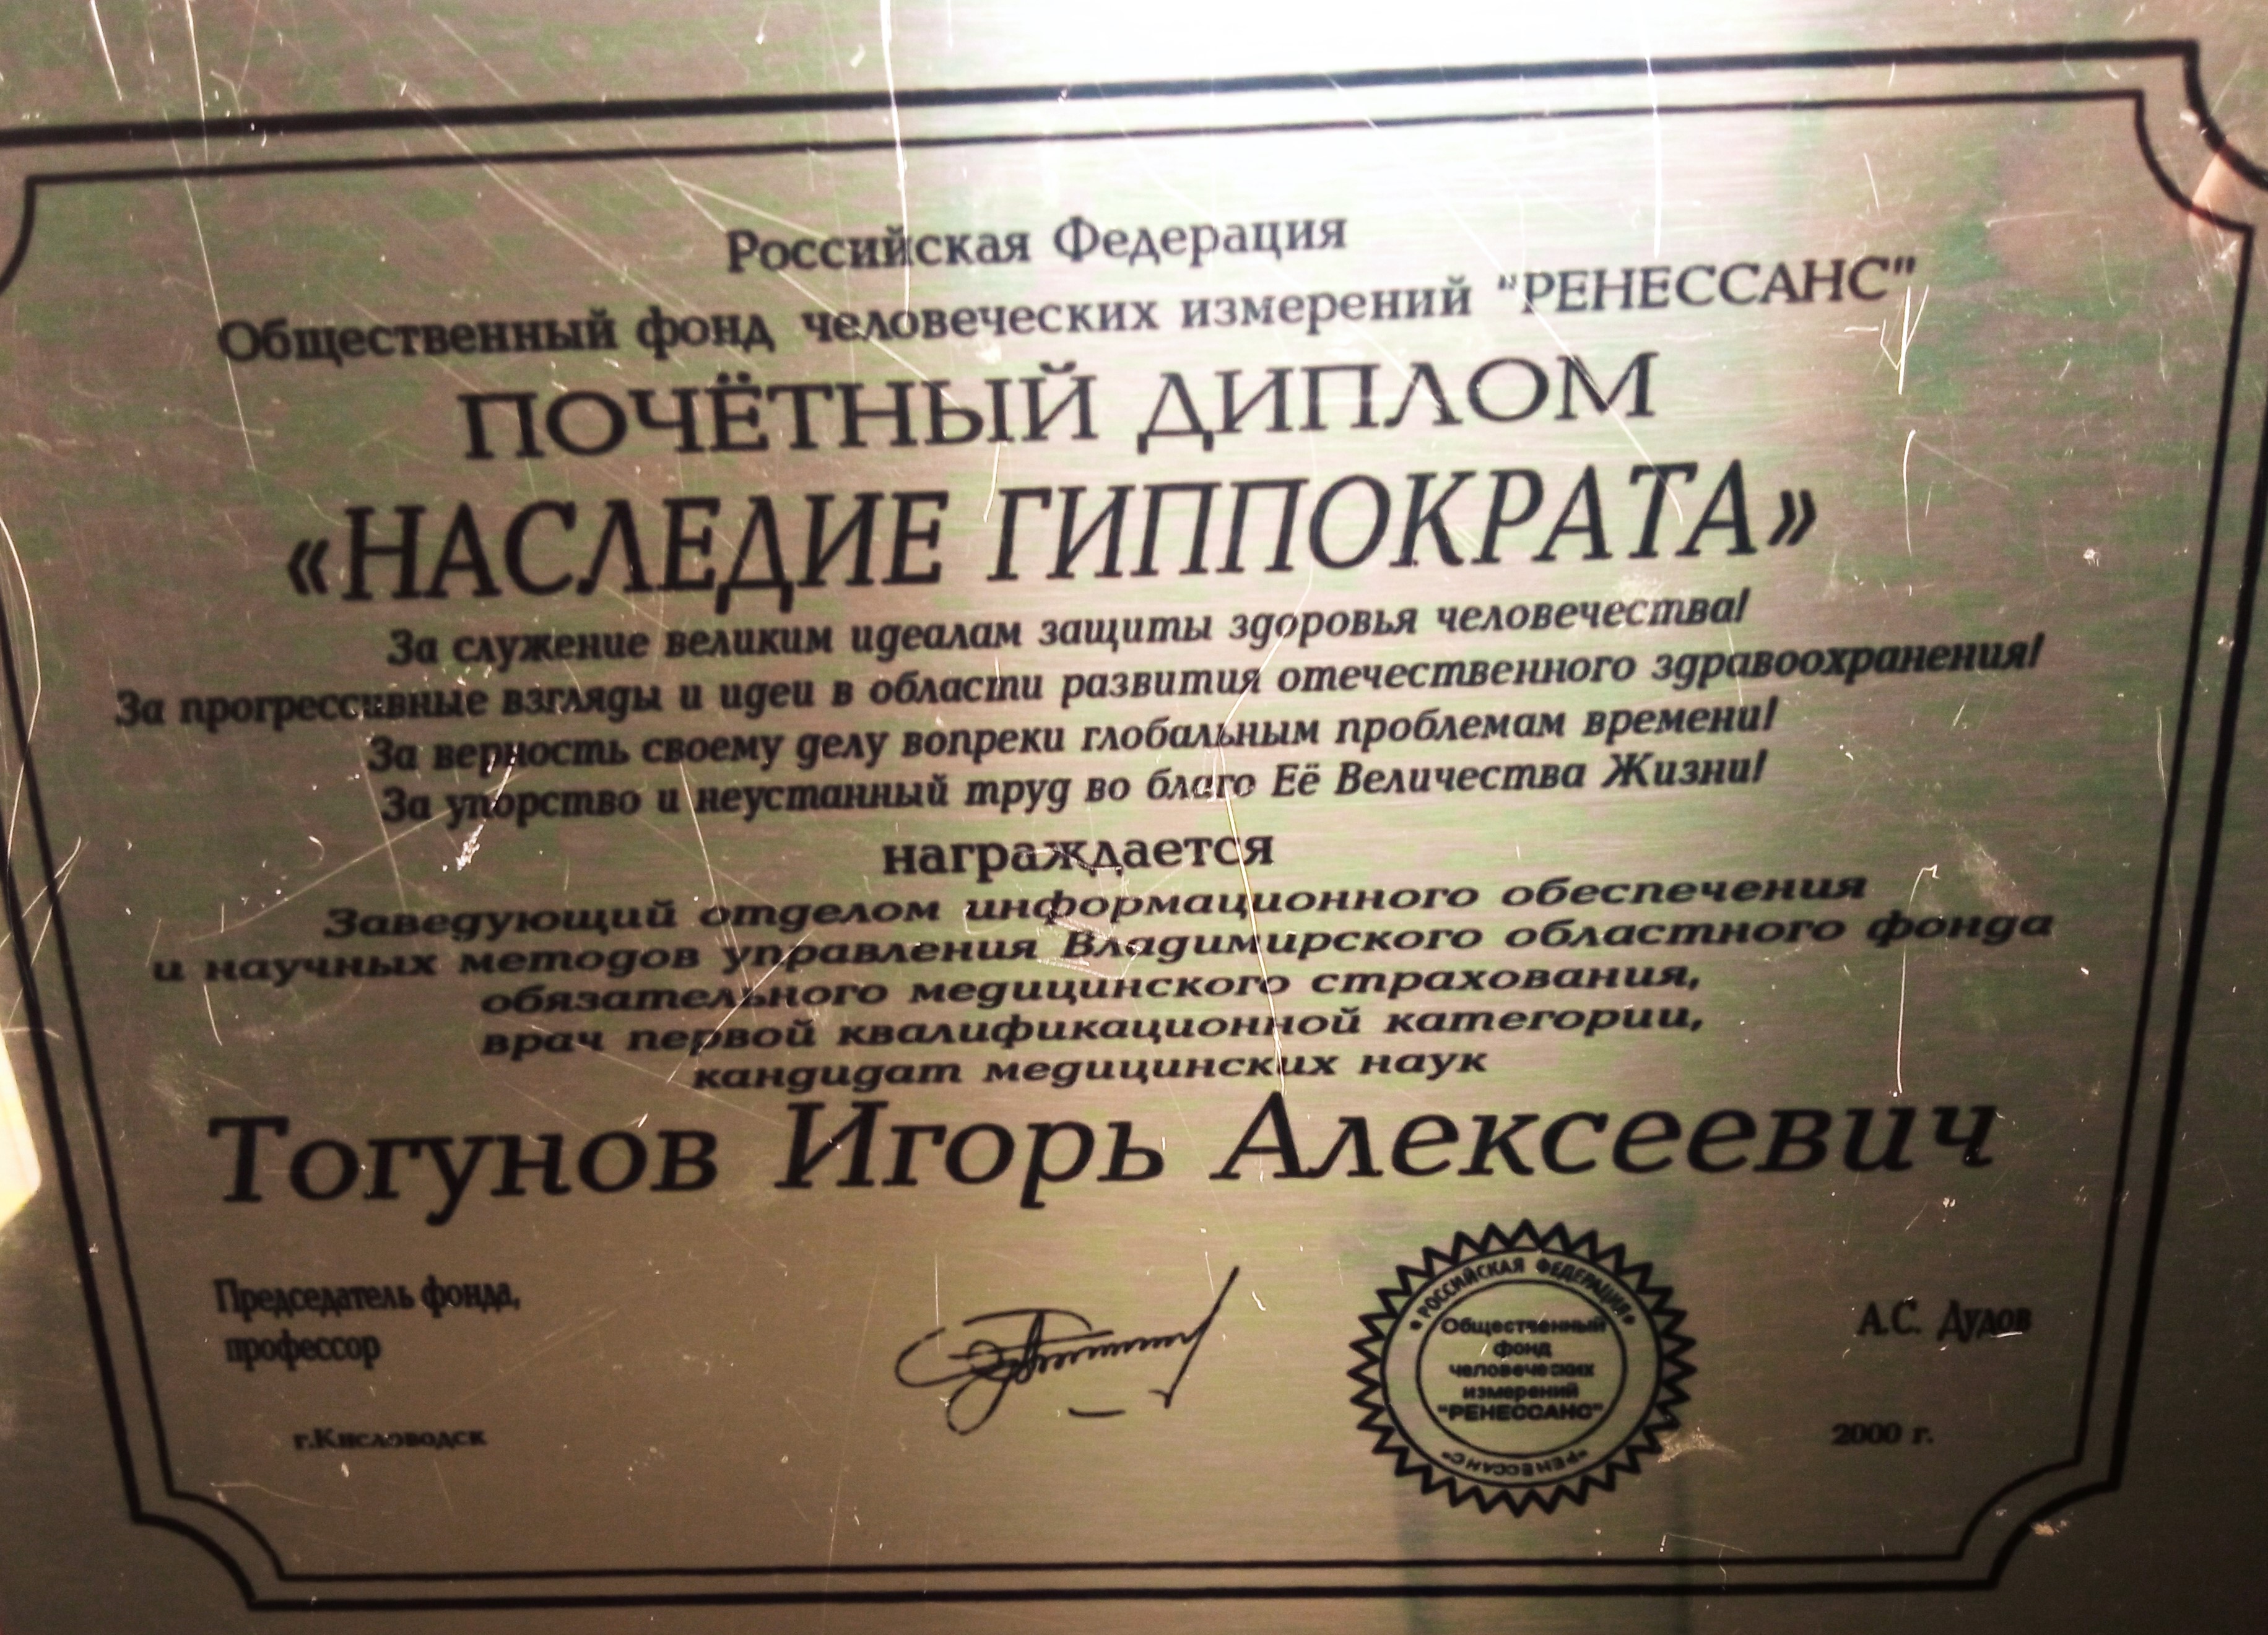 Российская Федерация
Общественный фонд человеческих измерений "РЕНЕССАНС"
ПОЧЁТНЫЙ ДИПЛОМ
«НАСЛЕДИЕ ГИППОКРАТА»
За служение великим идеалам защиты здоровья человечества!
За прогрессивные взгляды и идеи в области развития отечественного здравоохранения!
За верность своему делу вопреки глобальным проблемам времени!
За упорство и неустанный труд во благо Её Величества Жизни!
награждается
Заведующий отделом информационного обеспечения
и научных методов управления Владимирского областного фонда
обязательного медицинского страхования,
врач первой квалификационной категории,
кандидат медицинских наук
Тогунов Игорь Алексеевич
Председатель фонда,
профессор
А.С. Дудов
г.Кисловодск
2000 г.
РОССИЙСКАЯ ФЕДЕРАЦИЯ
Общественный
фонд
человеческих
измерений
"РЕНЕССАНС"
"РЕНЕССАНС"